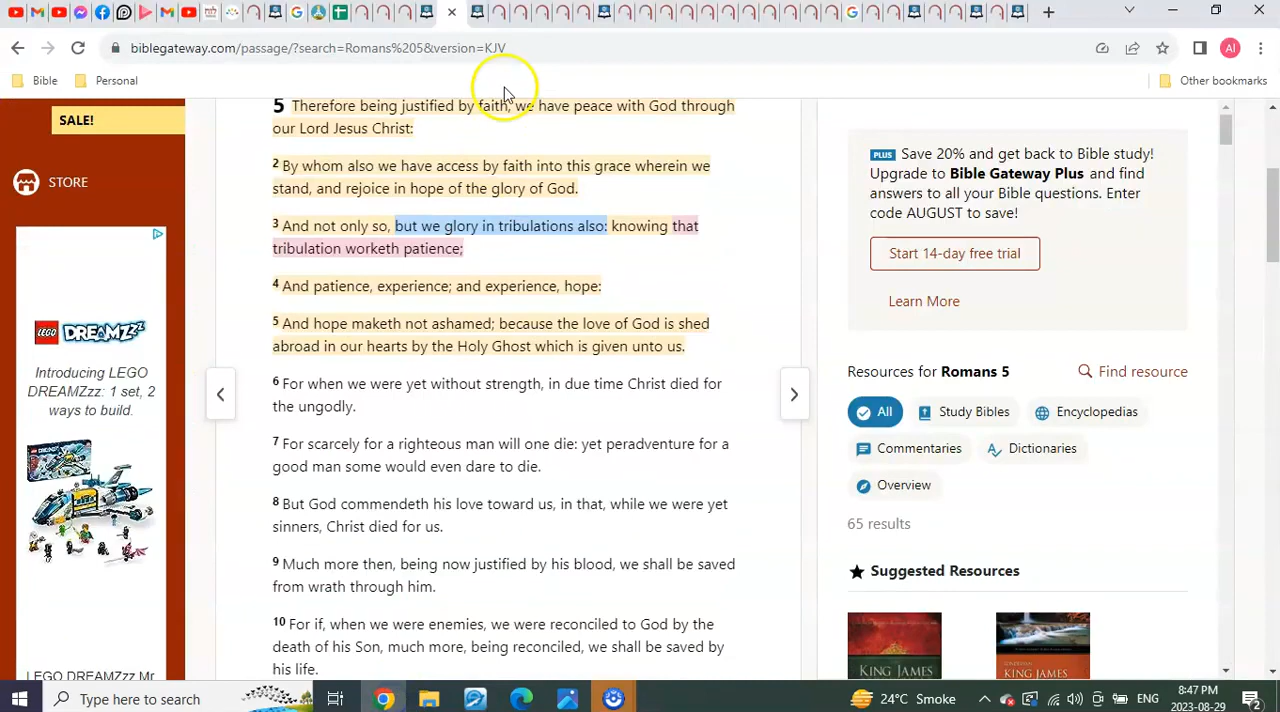 biblegateway.com/passage/?search=Romans%205&version=KJV
AI
Bible
Personal
Other bookmarks
SALE!
STORE
LEGO DREAMZzz
Introducing LEGO
DREAMZzz: 1 set, 2
ways to build.
LEGO DREAMZzz Mr.
5 Therefore being justified by faith, we have peace with God through
our Lord Jesus Christ:
2 By whom also we have access by faith into this grace wherein we
stand, and rejoice in hope of the glory of God.
3 And not only so, but we glory in tribulations also: knowing that
tribulation worketh patience;
4 And patience, experience; and experience, hope:
5 And hope maketh not ashamed; because the love of God is shed
abroad in our hearts by the Holy Ghost which is given unto us.
6 For when we were yet without strength, in due time Christ died for
the ungodly.
7 For scarcely for a righteous man will one die: yet peradventure for a
good man some would even dare to die.
8 But God commendeth his love toward us, in that, while we were yet
sinners, Christ died for us.
9 Much more then, being now justified by his blood, we shall be saved
from wrath through him.
10 For if, when we were enemies, we were reconciled to God by the
death of his Son, much more, being reconciled, we shall be saved by
his life.
PLUS Save 20% and get back to Bible study!
Upgrade to Bible Gateway Plus and find
answers to all your Bible questions. Enter
code AUGUST to save!
Start 14-day free trial
Learn More
Resources for Romans 5
Find resource
All
Study Bibles
Encyclopedias
Commentaries
Dictionaries
Overview
65 results
Suggested Resources
KING JAMES
KING JAMES
Type here to search
24°C Smoke
ENG
8:47 PM
2023-08-29
2